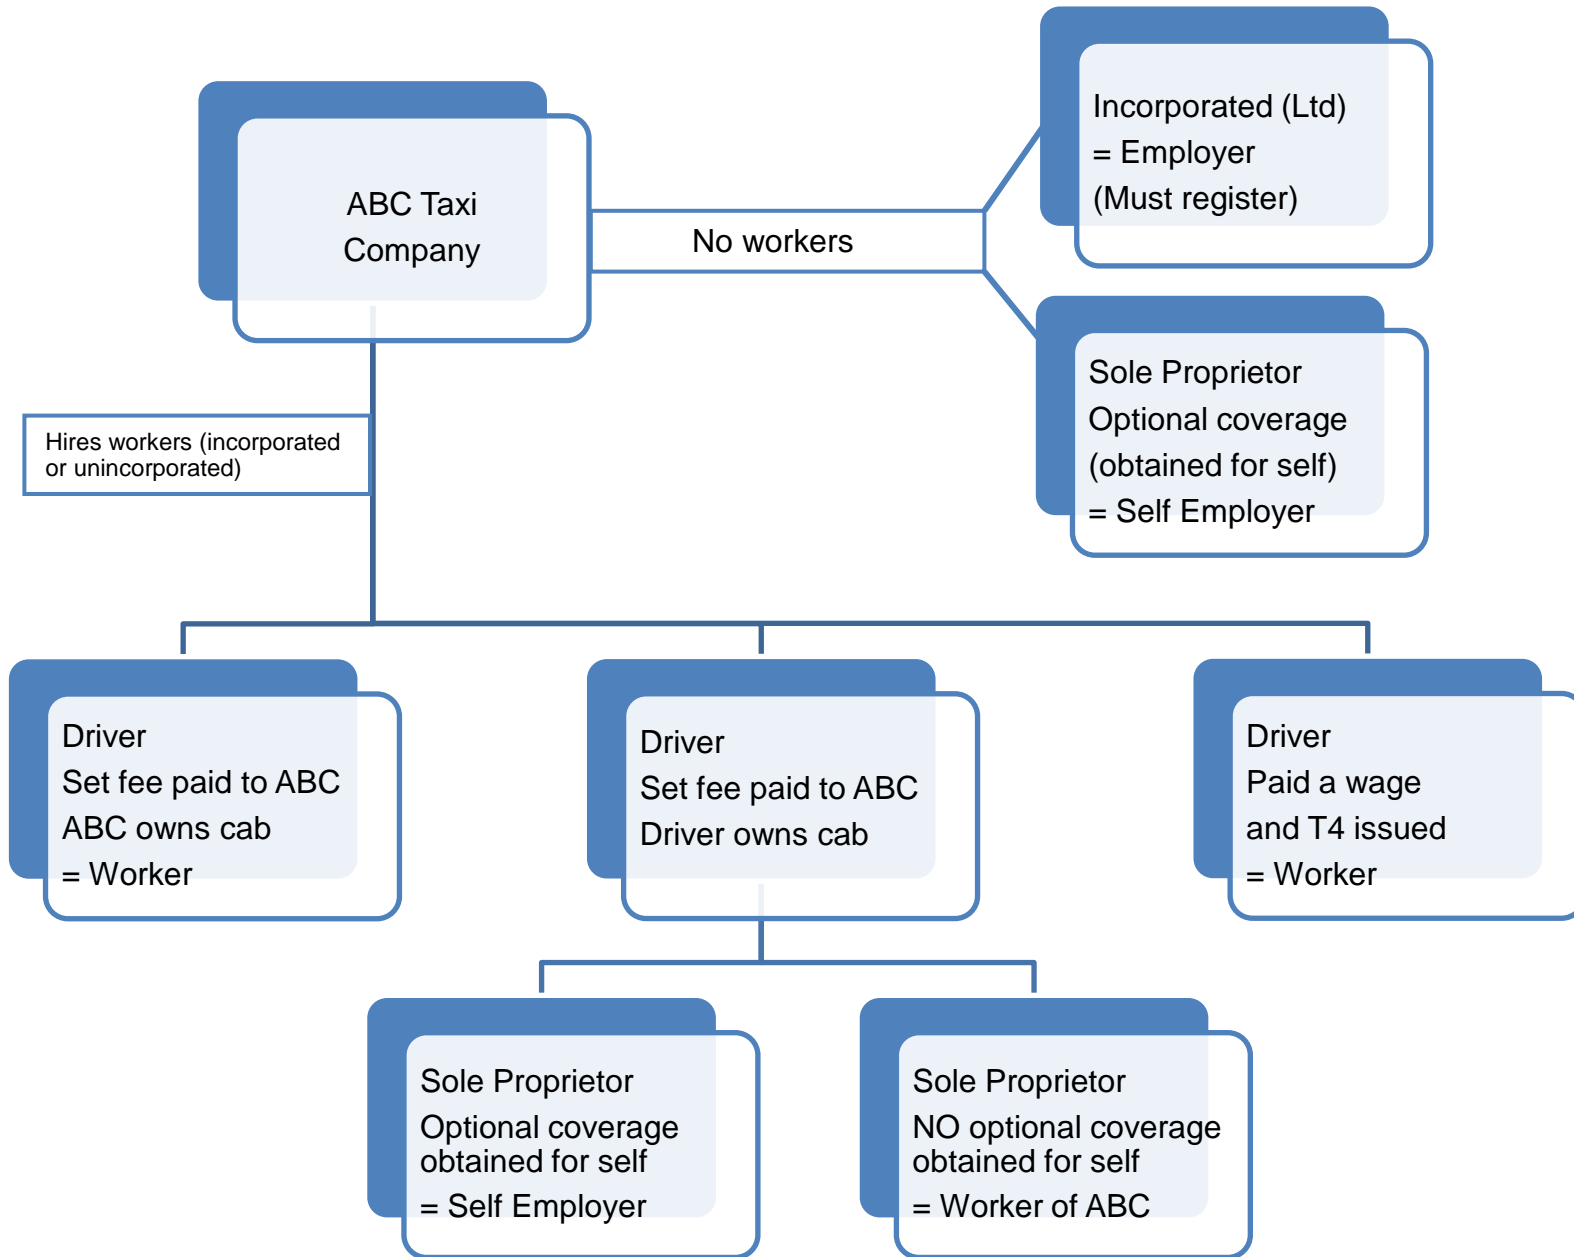 ABC Taxi
Company
No workers
Incorporated (Ltd)
= Employer
(Must register)
Sole Proprietor
Optional coverage
(obtained for self)
= Self Employer
Hires workers (incorporated
or unincorporated)
Driver
Set fee paid to ABC
ABC owns cab
= Worker
Driver
Set fee paid to ABC
Driver owns cab
Driver
Paid a wage
and T4 issued
= Worker
Sole Proprietor
Optional coverage
obtained for self
= Self Employer
Sole Proprietor
NO optional coverage
obtained for self
= Worker of ABC